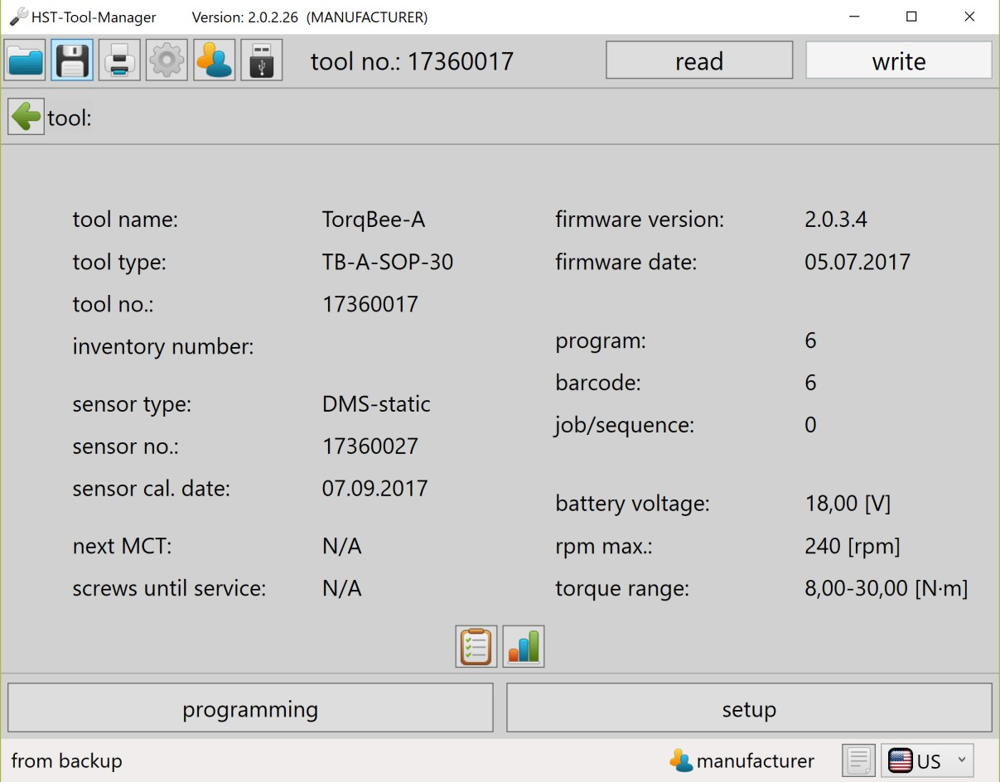 HST-Tool-Manager Version: 2.0.2.26 (MANUFACTURER)
tool no.: 17360017 read write
tool:
tool name: TorqBee-A firmware version: 2.0.3.4
tool type: TB-A-SOP-30 firmware date: 05.07.2017
tool no.: 17360017
inventory number: program: 6
barcode: 6
sensor type: DMS-static
job/sequence: 0
sensor no.: 17360027
sensor cal. date: 07.09.2017
battery voltage: 18,00 [V]
next MCT: N/A rpm max.: 240 [rpm]
screws until service: N/A torque range: 8,00-30,00 [N·m]
programming setup
from backup manufacturer US